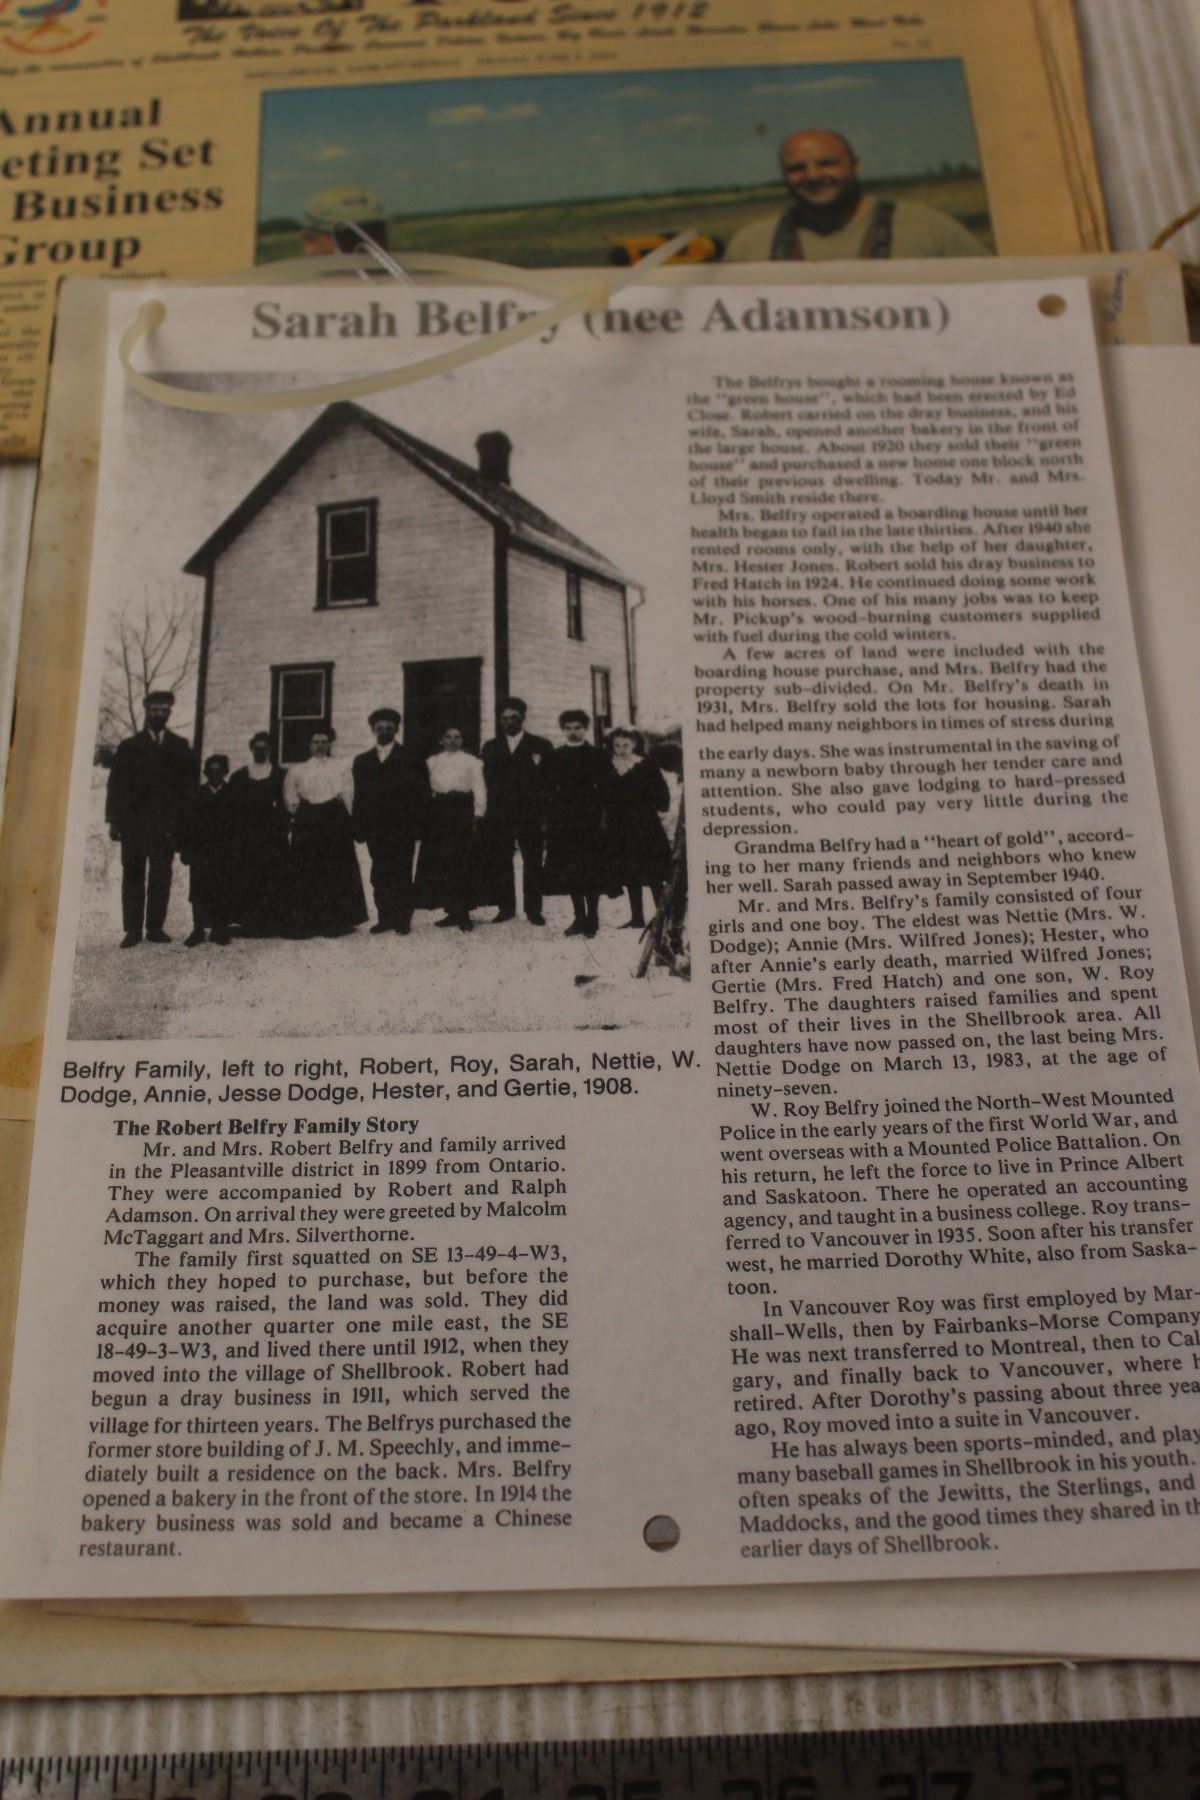 The Voice Of The Parkland Since 1912
Annual
eting Set
Business
Group
Sarah Belfry (nee Adamson)
Belfry Family, left to right, Robert, Roy, Sarah, Nettie, W.
Dodge, Annie, Jesse Dodge, Hester, and Gertie, 1908.
The Robert Belfry Family Story
Mr. and Mrs. Robert Belfry and family arrived
in the Pleasantville district in 1899 from Ontario.
They were accompanied by Robert and Ralph
Adamson. On arrival they were greeted by Malcolm
McTaggart and Mrs. Silverthorne.
The family first squatted on SE 13-49-4-W3,
which they hoped to purchase, but before the
money was raised, the land was sold. They did
acquire another quarter one mile east, the SE
18-49-3-W3, and lived there until 1912, when they
moved into the village of Shellbrook. Robert had
begun a dray business in 1911, which served the
village for thirteen years. The Belfrys purchased the
former store building of J. M. Speechly, and imme-
diately built a residence on the back. Mrs. Belfry
opened a bakery in the front of the store. In 1914 the
bakery business was sold and became a Chinese
restaurant.
The Belfrys bought a rooming house known as
the "green house", which had been erected by Ed
Close. Robert carried on the dray business, and his
wife, Sarah, opened another bakery in the front of
the large house. About 1920 they sold their "green
house" and purchased a new home one block north
of their previous dwelling. Today Mr. and Mrs.
Lloyd Smith reside there.
Mrs. Belfry operated a boarding house until her
health began to fail in the late thirties. After 1940 she
rented rooms only, with the help of her daughter,
Mrs. Hester Jones. Robert sold his dray business to
Fred Hatch in 1924. He continued doing some work
with his horses. One of his many jobs was to keep
Mr. Pickup's wood-burning customers supplied
with fuel during the cold winters.
A few acres of land were included with the
boarding house purchase, and Mrs. Belfry had the
property sub-divided. On Mr. Belfry's death in
1931, Mrs. Belfry sold the lots for housing. Sarah
had helped many neighbors in times of stress during
the early days. She was instrumental in the saving of
many a newborn baby through her tender care and
attention. She also gave lodging to hard-pressed
students, who could pay very little during the
depression.
Grandma Belfry had a "heart of gold", accord-
ing to her many friends and neighbors who knew
her well. Sarah passed away in September 1940.
Mr. and Mrs. Belfry's family consisted of four
girls and one boy. The eldest was Nettie (Mrs. W.
Dodge); Annie (Mrs. Wilfred Jones); Hester, who
after Annie's early death, married Wilfred Jones;
Gertie (Mrs. Fred Hatch) and one son, W. Roy
Belfry. The daughters raised families and spent
most of their lives in the Shellbrook area. All
daughters have now passed on, the last being Mrs.
Nettie Dodge on March 13, 1983, at the age of
ninety-seven.
W. Roy Belfry joined the North-West Mounted
Police in the early years of the first World War, and
went overseas with a Mounted Police Battalion. On
his return, he left the force to live in Prince Albert
and Saskatoon. There he operated an accounting
agency, and taught in a business college. Roy trans-
ferred to Vancouver in 1935. Soon after his transfer
west, he married Dorothy White, also from Saska-
toon.
In Vancouver Roy was first employed by Mar-
shall-Wells, then by Fairbanks-Morse Company
He was next transferred to Montreal, then to Cal
gary, and finally back to Vancouver, where h
retired. After Dorothy's passing about three yea
ago, Roy moved into a suite in Vancouver.
He has always been sports-minded, and play
many baseball games in Shellbrook in his youth.
often speaks of the Jewitts, the Sterlings, and
Maddocks, and the good times they shared in th
earlier days of Shellbrook.